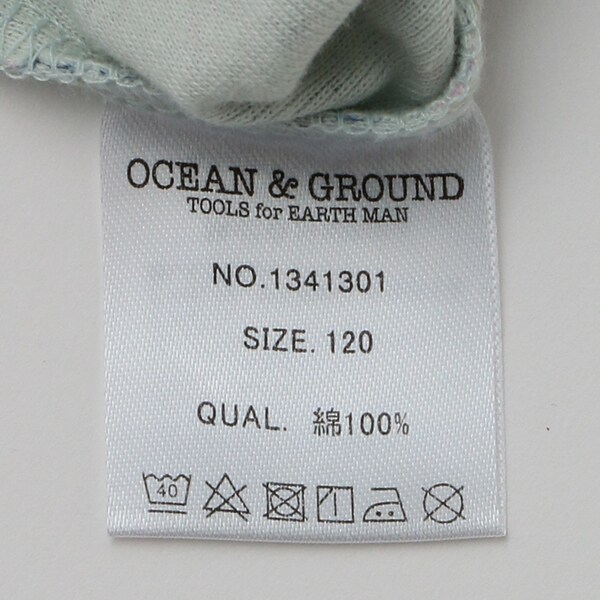 OCEAN & GROUND
TOOLS for EARTH MAN
NO.1341301
SIZE. 120
QUAL. 綿100%
40